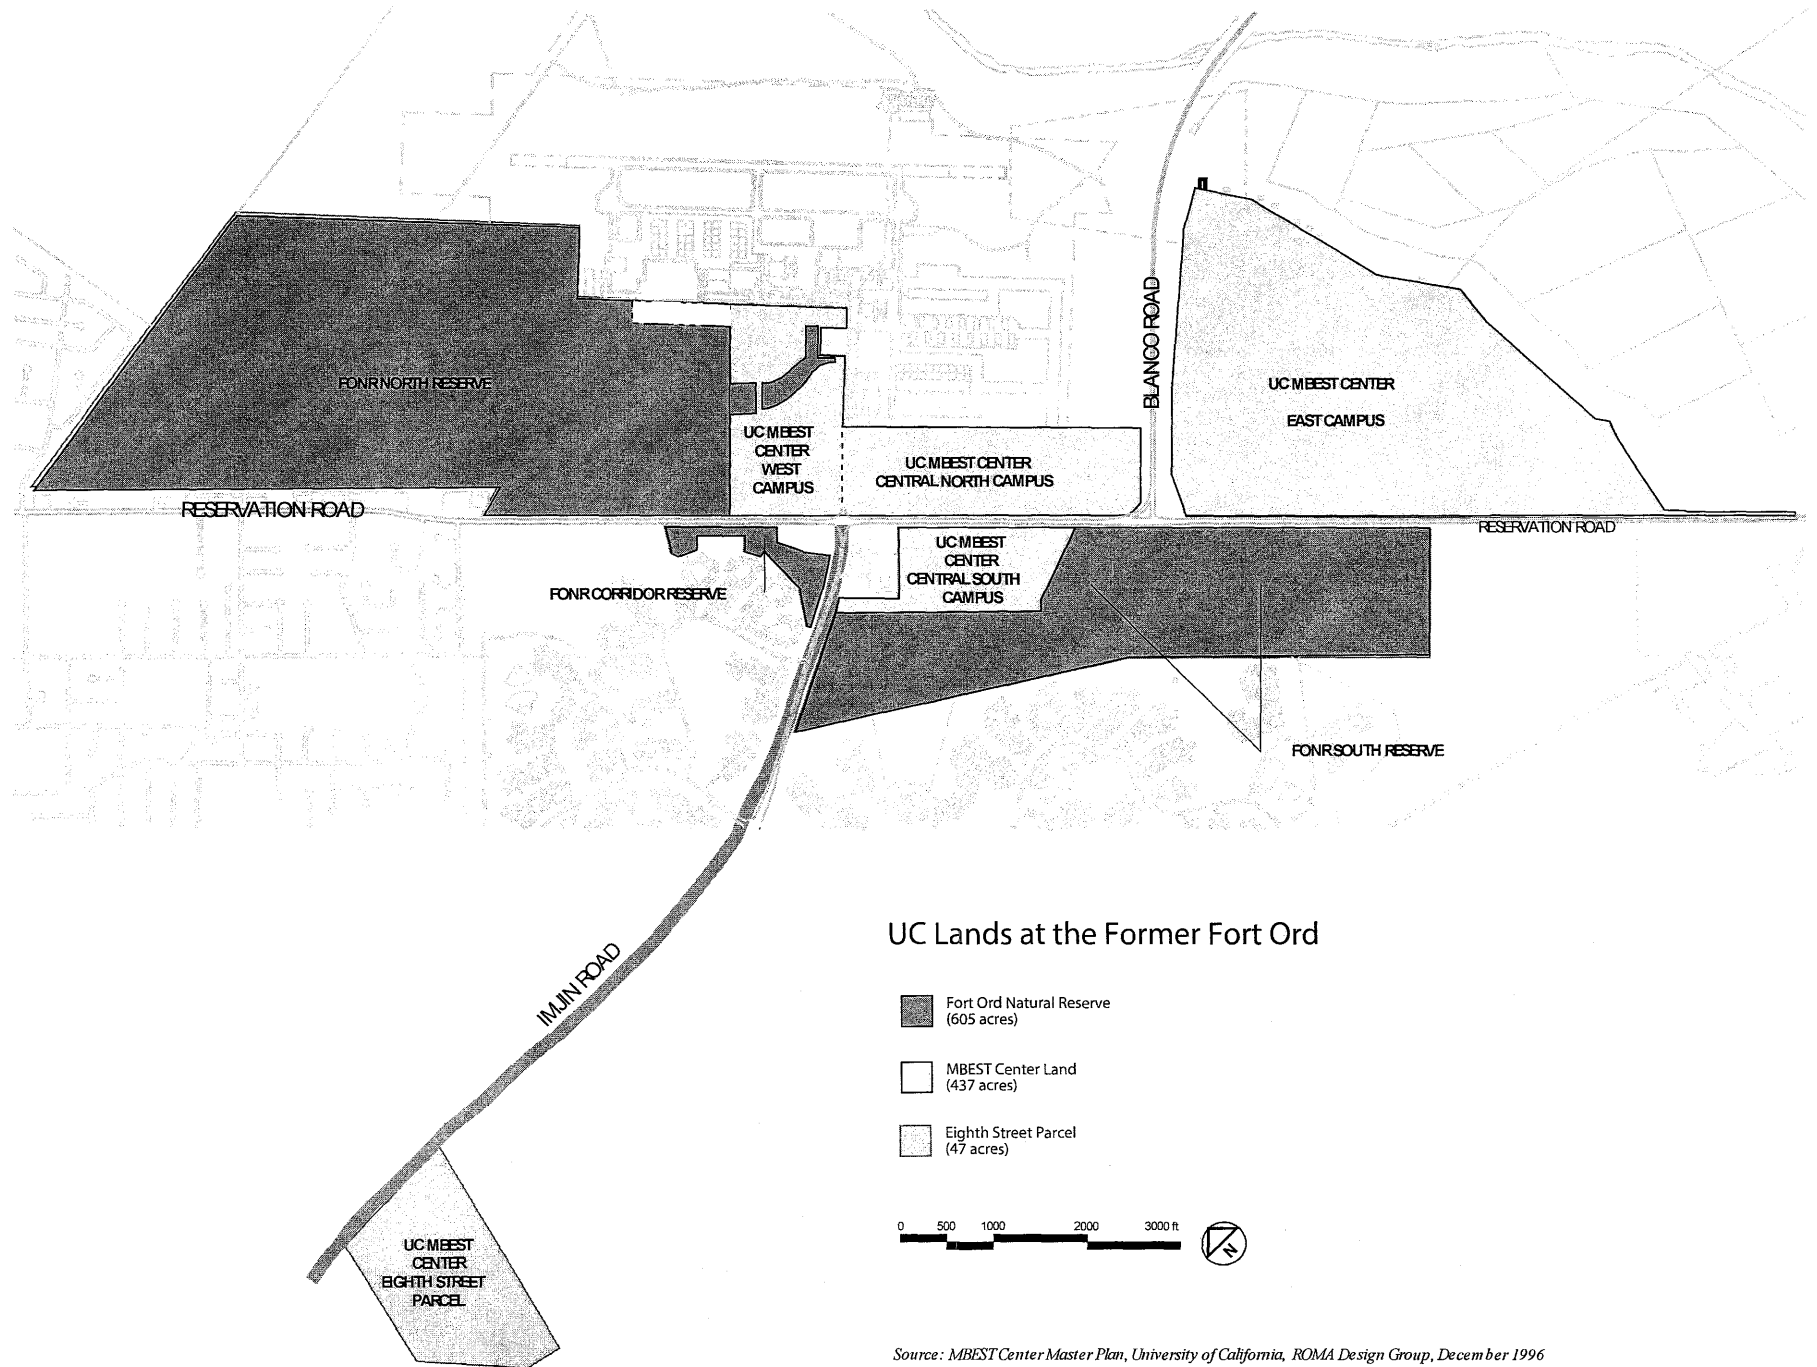 BLANCO ROAD
FONR NORTH RESERVE
UC MBEST CENTER
EAST CAMPUS
UC MBEST
CENTER
WEST
CAMPUS
UC MBEST CENTER
CENTRAL NORTH CAMPUS
RESERVATION ROAD
RESERVATION ROAD
UC MBEST
CENTER
CENTRAL SOUTH
CAMPUS
FONR CORRIDOR RESERVE
FONR SOUTH RESERVE
IMJIN ROAD
UC MBEST
CENTER
EIGHTH STREET
PARCEL
UC Lands at the Former Fort Ord
Fort Ord Natural Reserve
(605 acres)
MBEST Center Land
(437 acres)
Eighth Street Parcel
(47 acres)
0 500 1000 2000 3000 ft
N
Source: MBEST Center Master Plan, University of California, ROMA Design Group, December 1996